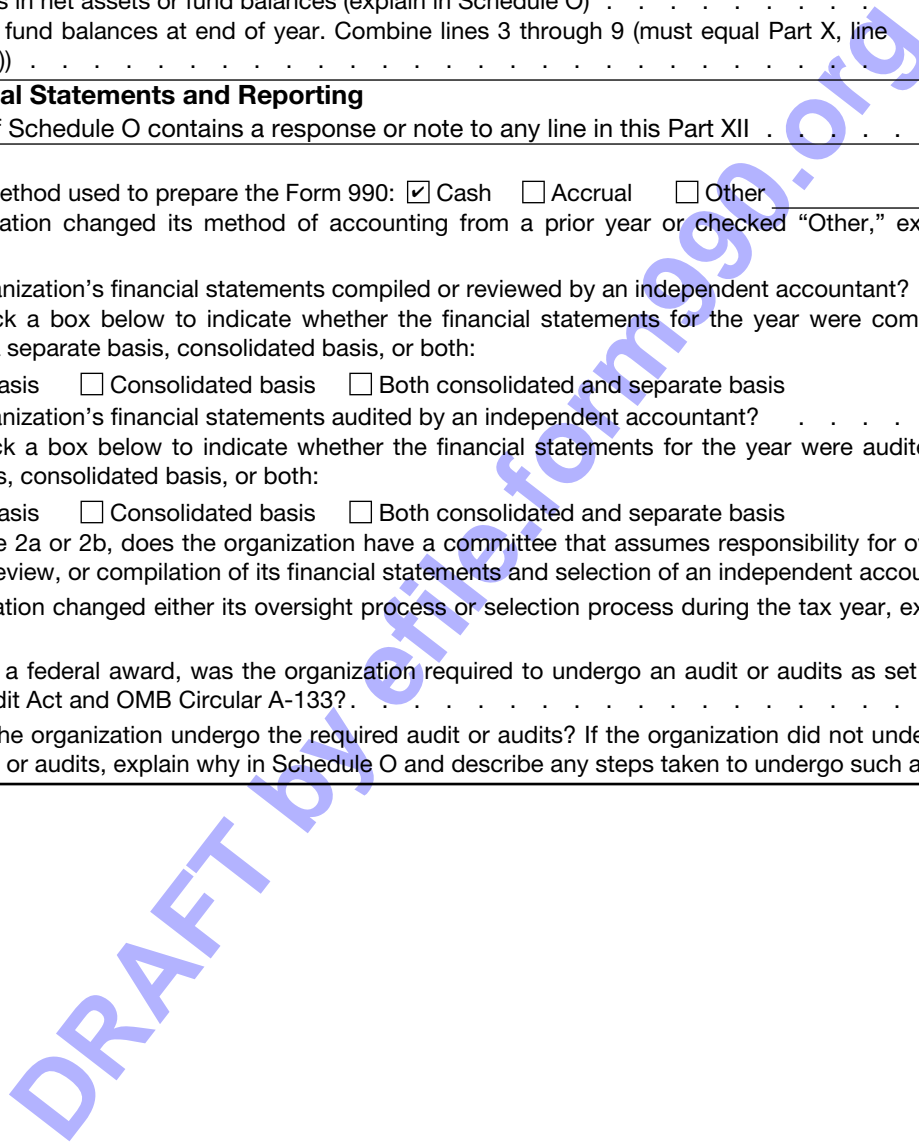 s in net assets or fund balances (explain in Schedule O) . . . . . . . . .
fund balances at end of year. Combine lines 3 through 9 (must equal Part X, line
)) . . . . . . . . . . . . . . . . . . . . . . . .
al Statements and Reporting
f Schedule O contains a response or note to any line in this Part XII . . . . .
ethod used to prepare the Form 990: ✔ Cash ☐ Accrual ☐ Other
ation changed its method of accounting from a prior year or checked “Other,” ex
anization’s financial statements compiled or reviewed by an independent accountant?
ck a box below to indicate whether the financial statements for the year were com
separate basis, consolidated basis, or both:
asis ☐ Consolidated basis ☐ Both consolidated and separate basis
anization’s financial statements audited by an independent accountant? . . . .
ck a box below to indicate whether the financial statements for the year were audite
s, consolidated basis, or both:
asis ☐ Consolidated basis ☐ Both consolidated and separate basis
e 2a or 2b, does the organization have a committee that assumes responsibility for o
eview, or compilation of its financial statements and selection of an independent accou
ation changed either its oversight process or selection process during the tax year, ex
a federal award, was the organization required to undergo an audit or audits as set
dit Act and OMB Circular A-133? . . . . . . . . . . . . . . . . . .
he organization undergo the required audit or audits? If the organization did not unde
or audits, explain why in Schedule O and describe any steps taken to undergo such a
DRAFT by efile.form990.org